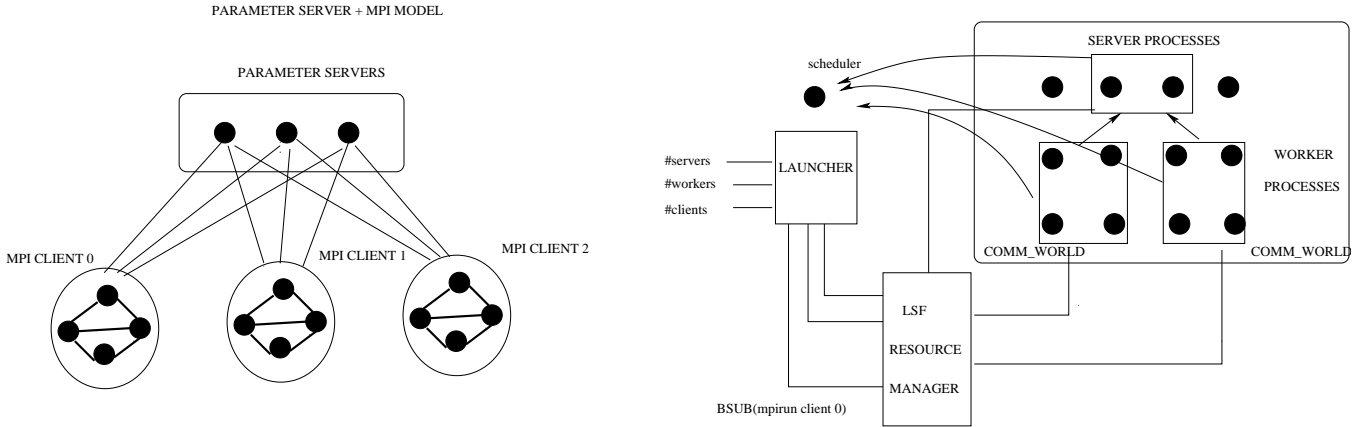 PARAMETER SERVER + MPI MODEL
PARAMETER SERVERS
MPI CLIENT 0
MPI CLIENT 1
MPI CLIENT 2
SERVER PROCESSES
scheduler
#servers
#workers
#clients
LAUNCHER
WORKER
PROCESSES
COMM_WORLD
COMM_WORLD
LSF
RESOURCE
MANAGER
BSUB(mpirun client 0)